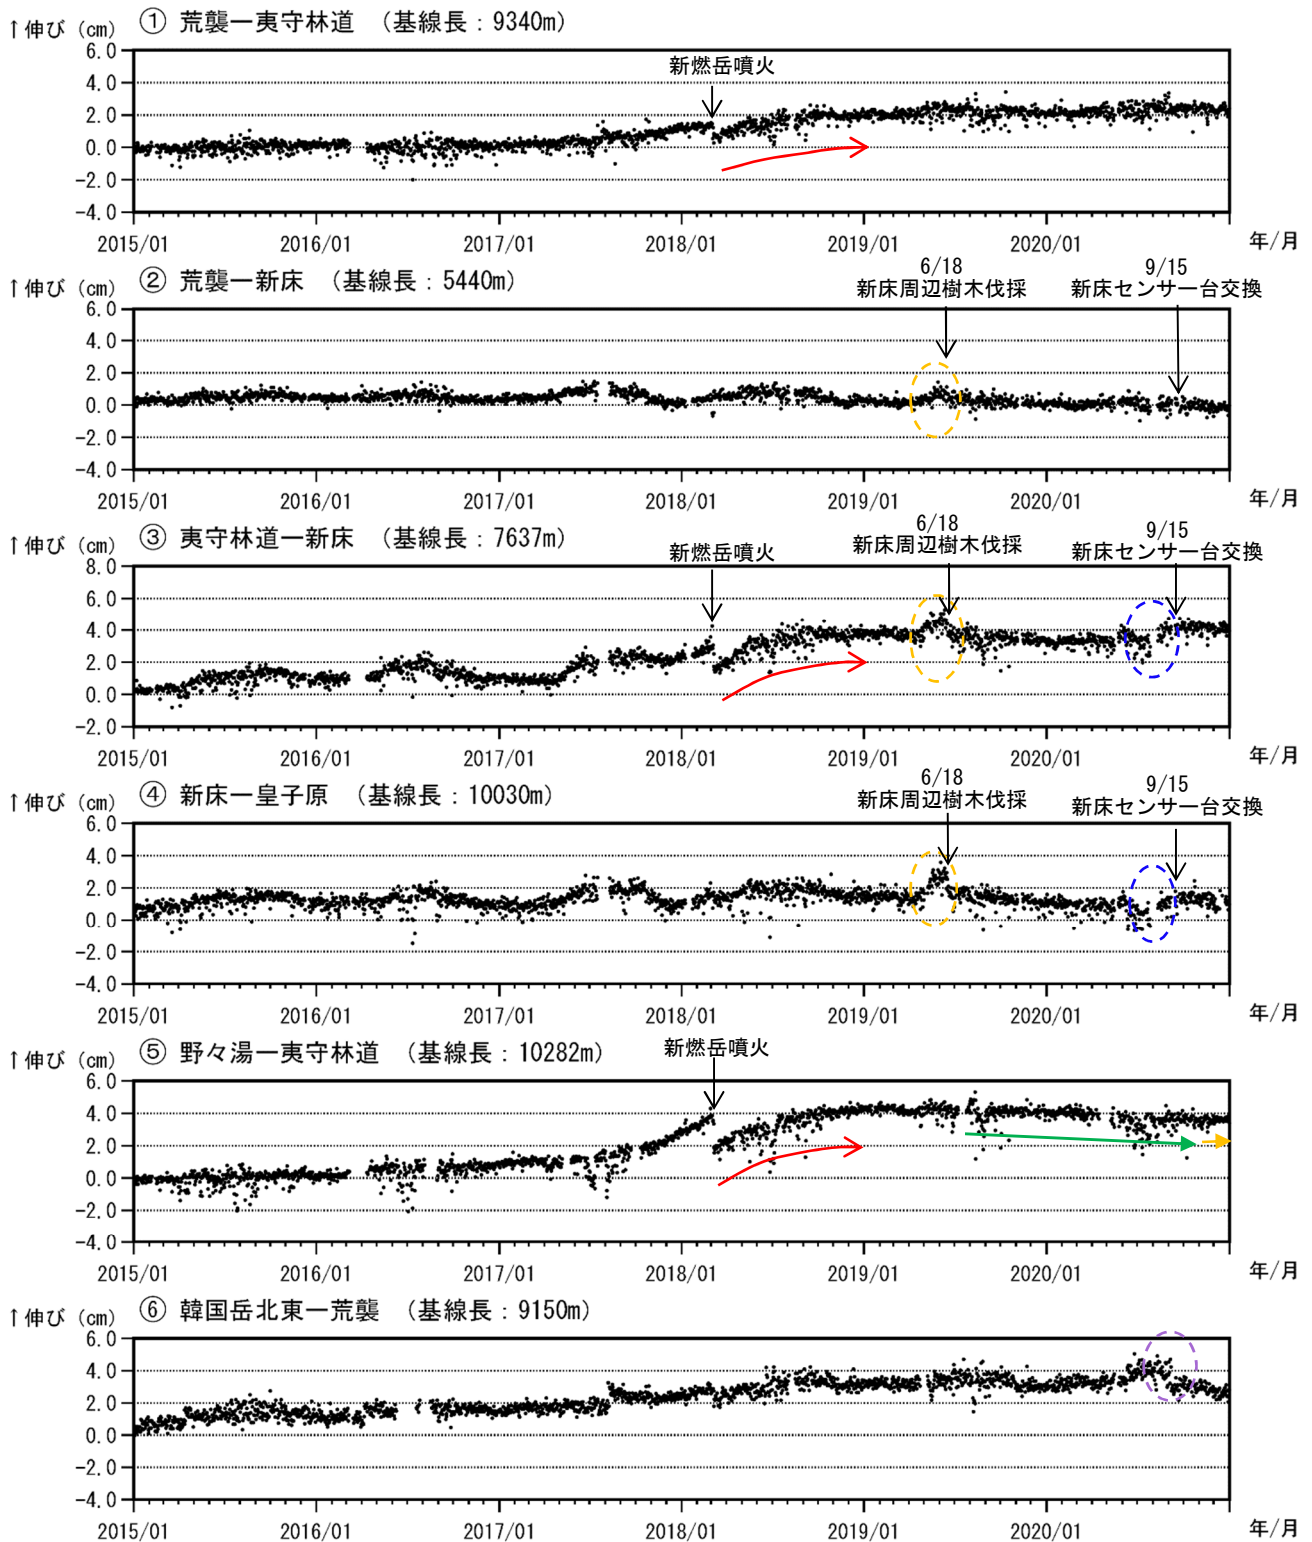 ↑伸び (cm) ① 荒襲ー夷守林道 (基線長：9340m)
新燃岳噴火
6.0
4.0
2.0
0.0
-2.0
-4.0
2015/01 2016/01 2017/01 2018/01 2019/01 2020/01 年/月
↑伸び (cm) ② 荒襲ー新床 (基線長：5440m)
6/18
新床周辺樹木伐採
9/15
新床センサー台交換
6.0
4.0
2.0
0.0
-2.0
-4.0
2015/01 2016/01 2017/01 2018/01 2019/01 2020/01 年/月
↑伸び (cm) ③ 夷守林道ー新床 (基線長：7637m)
新燃岳噴火
6/18
新床周辺樹木伐採
9/15
新床センサー台交換
8.0
6.0
4.0
2.0
0.0
-2.0
2015/01 2016/01 2017/01 2018/01 2019/01 2020/01 年/月
↑伸び (cm) ④ 新床ー皇子原 (基線長：10030m)
6/18
新床周辺樹木伐採
9/15
新床センサー台交換
6.0
4.0
2.0
0.0
-2.0
-4.0
2015/01 2016/01 2017/01 2018/01 2019/01 2020/01 年/月
↑伸び (cm) ⑤ 野々湯ー夷守林道 (基線長：10282m)
新燃岳噴火
6.0
4.0
2.0
0.0
-2.0
-4.0
2015/01 2016/01 2017/01 2018/01 2019/01 2020/01 年/月
↑伸び (cm) ⑥ 韓国岳北東ー荒襲 (基線長：9150m)
6.0
4.0
2.0
0.0
-2.0
-4.0
2015/01 2016/01 2017/01 2018/01 2019/01 2020/01 年/月